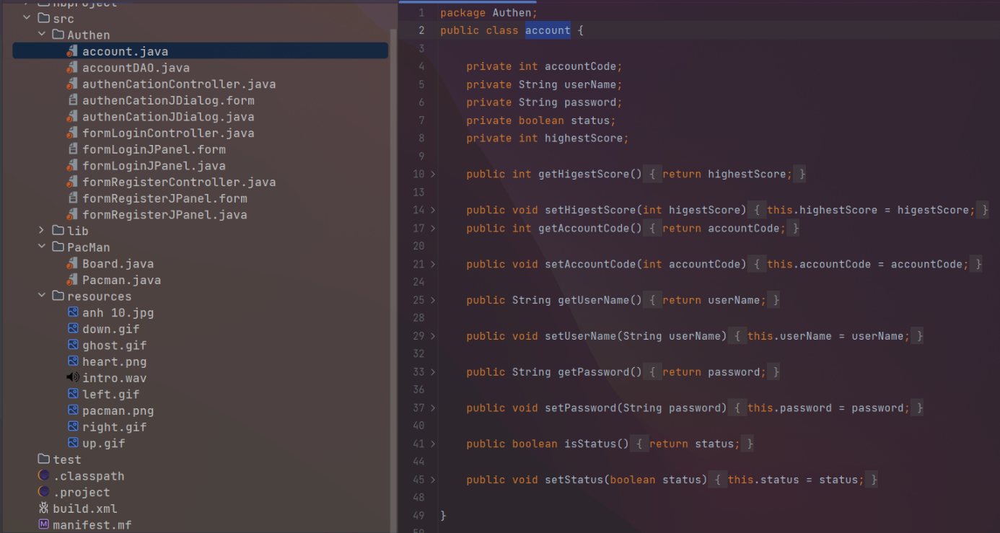 nbproject
src
Authen
account.java
accountDAO.java
authenCationController.java
authenCationJDialog.form
authenCationJDialog.java
formLoginController.java
formLoginJPanel.form
formLoginJPanel.java
formRegisterController.java
formRegisterJPanel.form
formRegisterJPanel.java
lib
PacMan
Board.java
Pacman.java
resources
anh 10.jpg
down.gif
ghost.gif
heart.png
intro.wav
left.gif
pacman.png
right.gif
up.gif
test
.classpath
.project
build.xml
M manifest.mf
1 package Authen;
2 public class account {
3
4 private int accountCode;
5 private String userName;
6 private String password;
7 private boolean status;
8 private int highestScore;
9
10 public int getHigestScore() { return highestScore; }
13
14 public void setHigestScore(int higestScore) { this.highestScore = higestScore; }
17 public int getAccountCode() { return accountCode; }
20
21 public void setAccountCode(int accountCode) { this.accountCode = accountCode; }
24
25 public String getUserName() { return userName; }
28
29 public void setUserName(String userName) { this.userName = userName; }
32
33 public String getPassword() { return password; }
36
37 public void setPassword(String password) { this.password = password; }
40
41 public boolean isStatus() { return status; }
44
45 public void setStatus(boolean status) { this.status = status; }
48
49 }
50